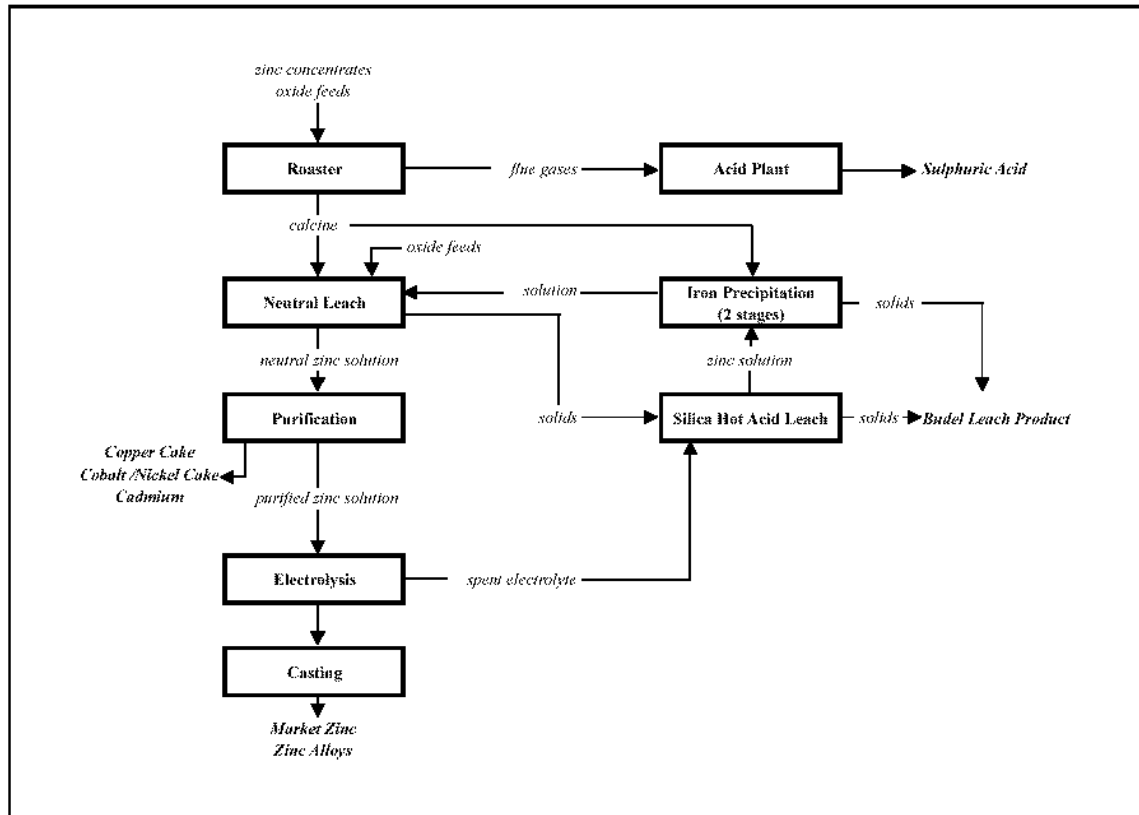 zinc concentrates
oxide feeds
Roaster
flue gases
Acid Plant
Sulphuric Acid
calcine
oxide feeds
Neutral Leach
solution
Iron Precipitation
(2 stages)
solids
neutral zinc solution
zinc solution
Purification
solids
Silica Hot Acid Leach
solids
Budel Leach Product
Copper Cake
Cobalt /Nickel Cake
Cadmium
purified zinc solution
Electrolysis
spent electrolyte
Casting
Market Zinc
Zinc Alloys